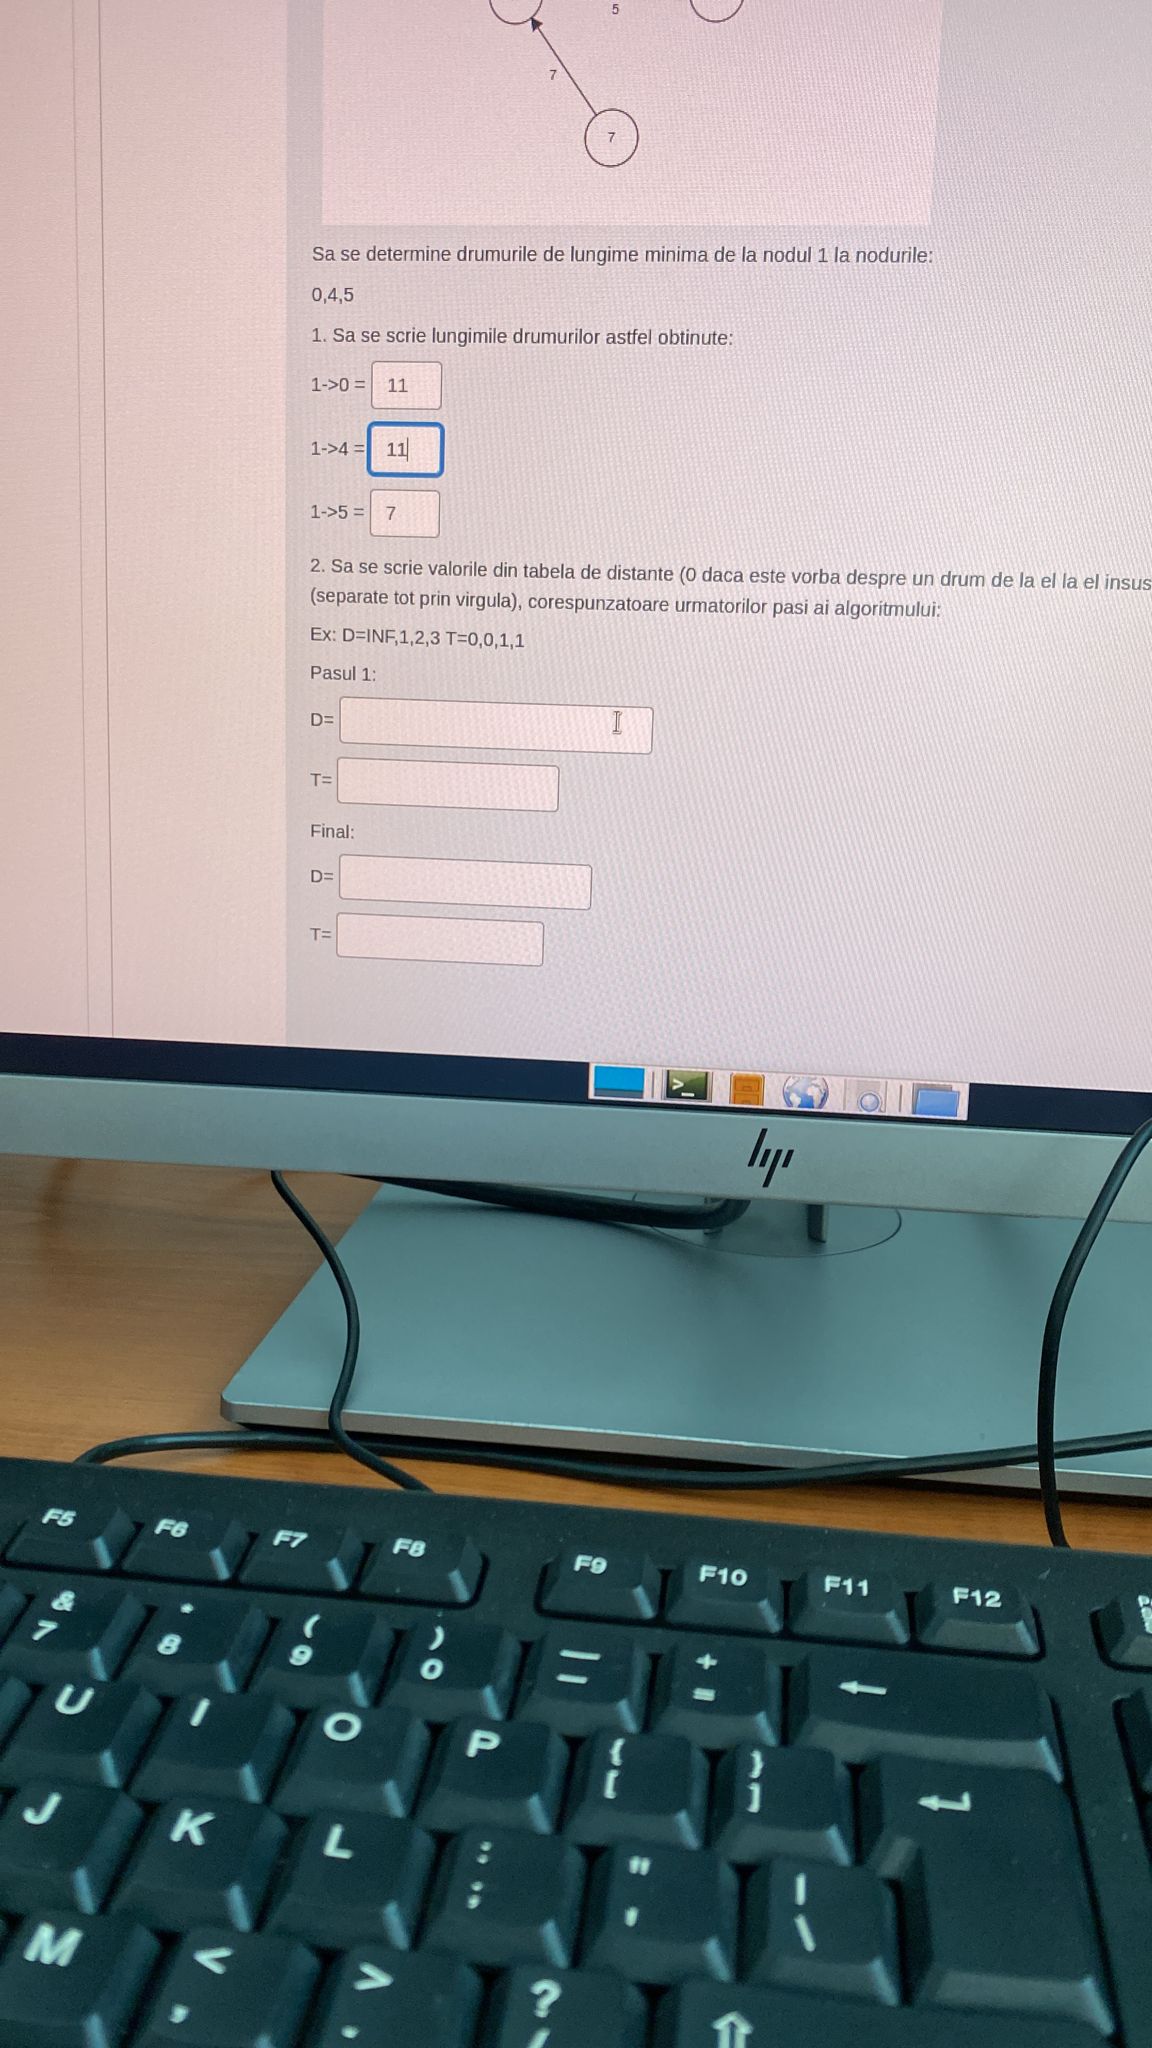 5
7
7
Sa se determine drumurile de lungime minima de la nodul 1 la nodurile:
0,4,5
1. Sa se scrie lungimile drumurilor astfel obtinute:
1->0 = 11
1->4 = 11
1->5 = 7
2. Sa se scrie valorile din tabela de distante (0 daca este vorba despre un drum de la el la el insus
(separate tot prin virgula), corespunzatoare urmatorilor pasi ai algoritmului:
Ex: D=INF,1,2,3 T=0,0,1,1
Pasul 1:
D=
T=
Final:
D=
T=
>_
hp
F5 F6 F7 F8 F9 F10 F11 F12
& * ( ) _ +
7 8 9 0 - = ←
U I O P { [ } ]
J K L : ; " ' | \
M < , > . ? /